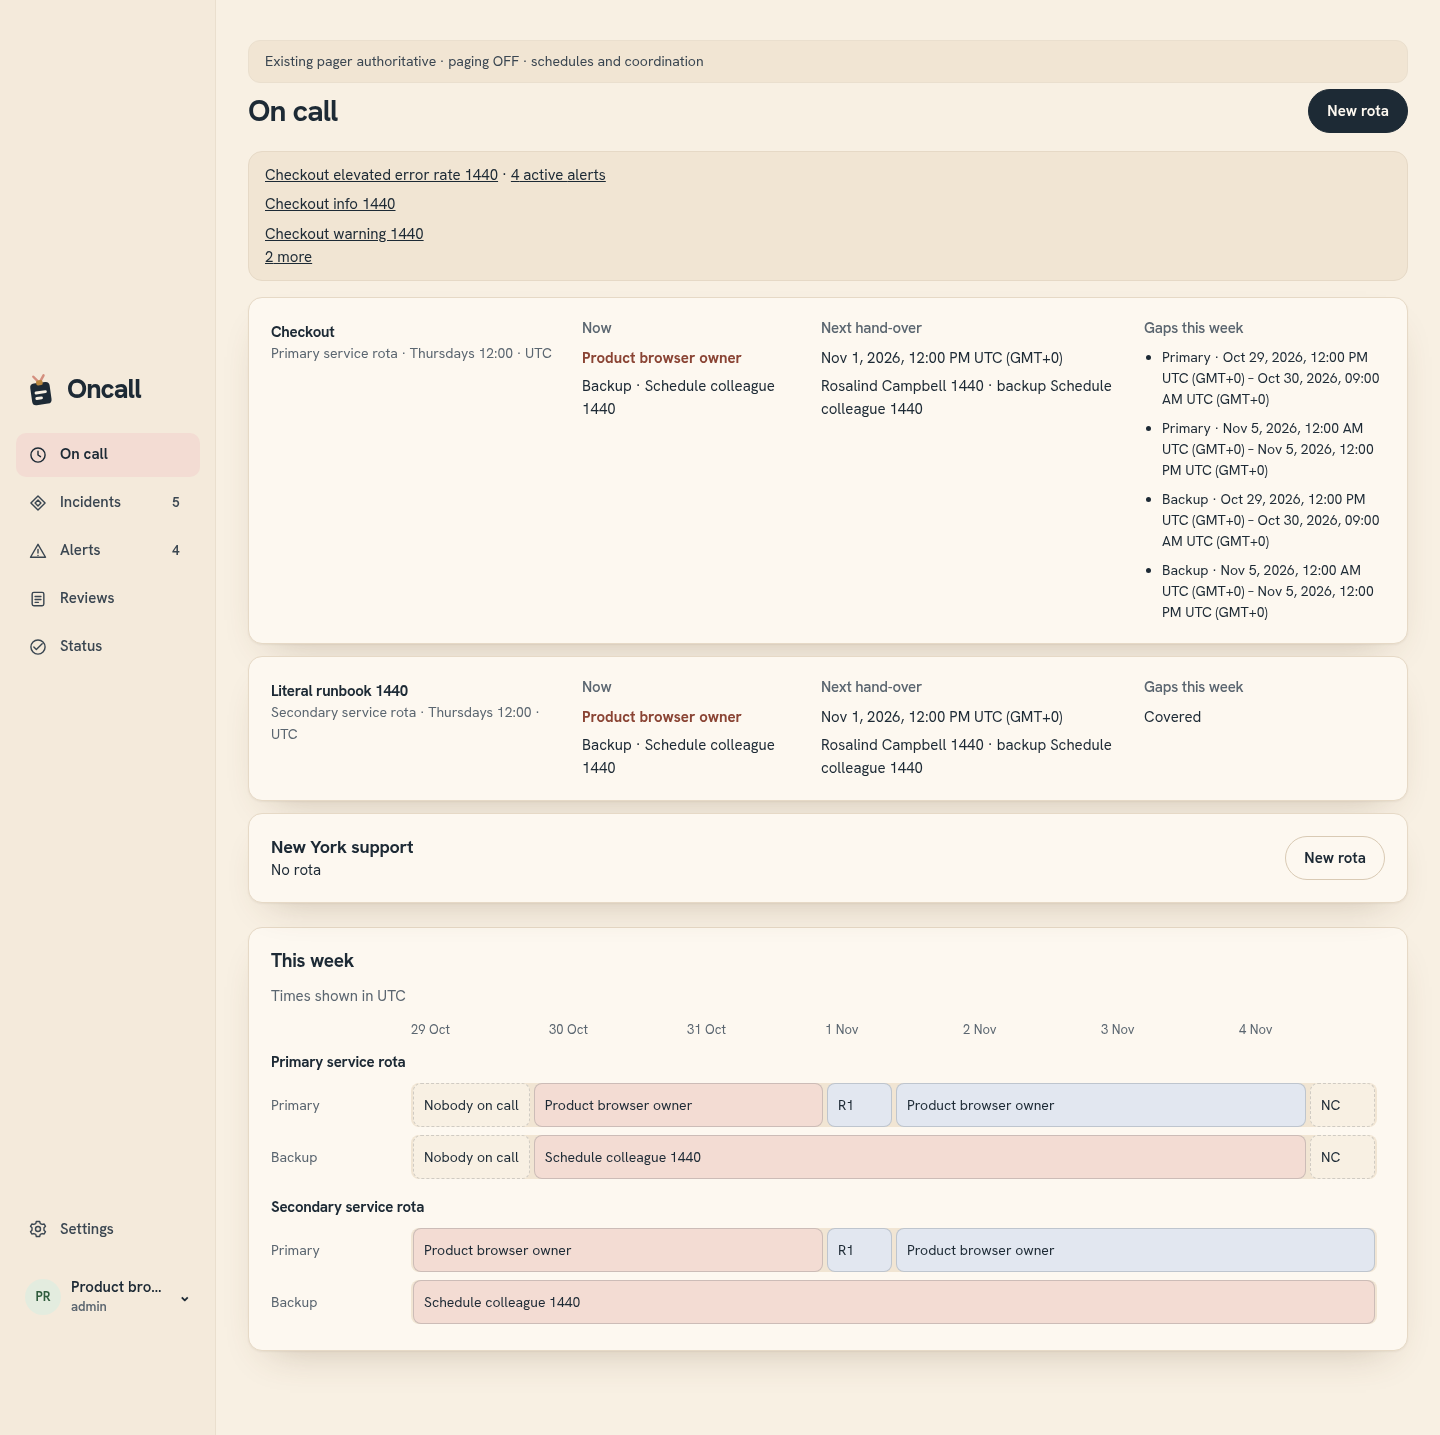 Existing pager authoritative · paging OFF · schedules and coordination
On call
New rota
Checkout elevated error rate 1440 · 4 active alerts
Checkout info 1440
Checkout warning 1440
2 more
Oncall
On call
Incidents 5
Alerts 4
Reviews
Status
Settings
PR
Product bro...
admin
Checkout
Primary service rota · Thursdays 12:00 · UTC
Now
Product browser owner
Backup · Schedule colleague
1440
Next hand-over
Nov 1, 2026, 12:00 PM UTC (GMT+0)
Rosalind Campbell 1440 · backup Schedule
colleague 1440
Gaps this week
• Primary · Oct 29, 2026, 12:00 PM
UTC (GMT+0) – Oct 30, 2026, 09:00
AM UTC (GMT+0)
• Primary · Nov 5, 2026, 12:00 AM
UTC (GMT+0) – Nov 5, 2026, 12:00
PM UTC (GMT+0)
• Backup · Oct 29, 2026, 12:00 PM
UTC (GMT+0) – Oct 30, 2026, 09:00
AM UTC (GMT+0)
• Backup · Nov 5, 2026, 12:00 AM
UTC (GMT+0) – Nov 5, 2026, 12:00
PM UTC (GMT+0)
Literal runbook 1440
Secondary service rota · Thursdays 12:00 ·
UTC
Now
Product browser owner
Backup · Schedule colleague
1440
Next hand-over
Nov 1, 2026, 12:00 PM UTC (GMT+0)
Rosalind Campbell 1440 · backup Schedule
colleague 1440
Gaps this week
Covered
New York support
No rota
New rota
This week
Times shown in UTC
29 Oct 30 Oct 31 Oct 1 Nov 2 Nov 3 Nov 4 Nov
Primary service rota
Primary Nobody on call Product browser owner R1 Product browser owner NC
Backup Nobody on call Schedule colleague 1440 NC
Secondary service rota
Primary Product browser owner R1 Product browser owner
Backup Schedule colleague 1440